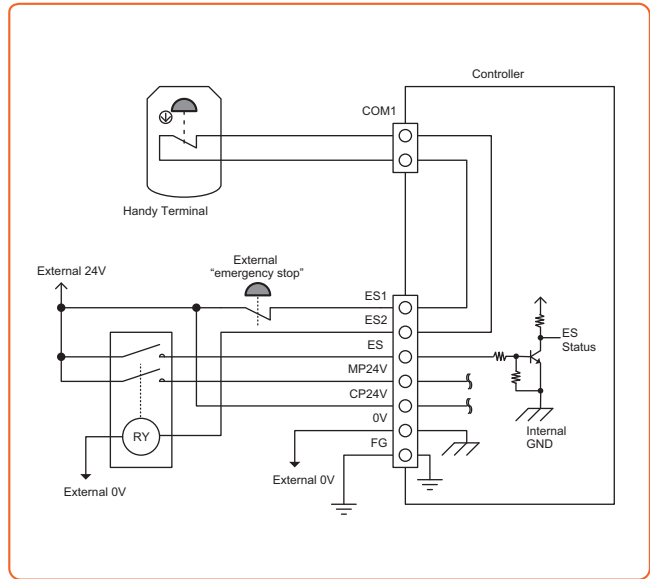 Controller
COM1
Handy Terminal
External 24V
External
"emergency stop"
ES1
ES2
ES
MP24V
CP24V
0V
FG
ES
Status
RY
Internal
GND
External 0V
External 0V